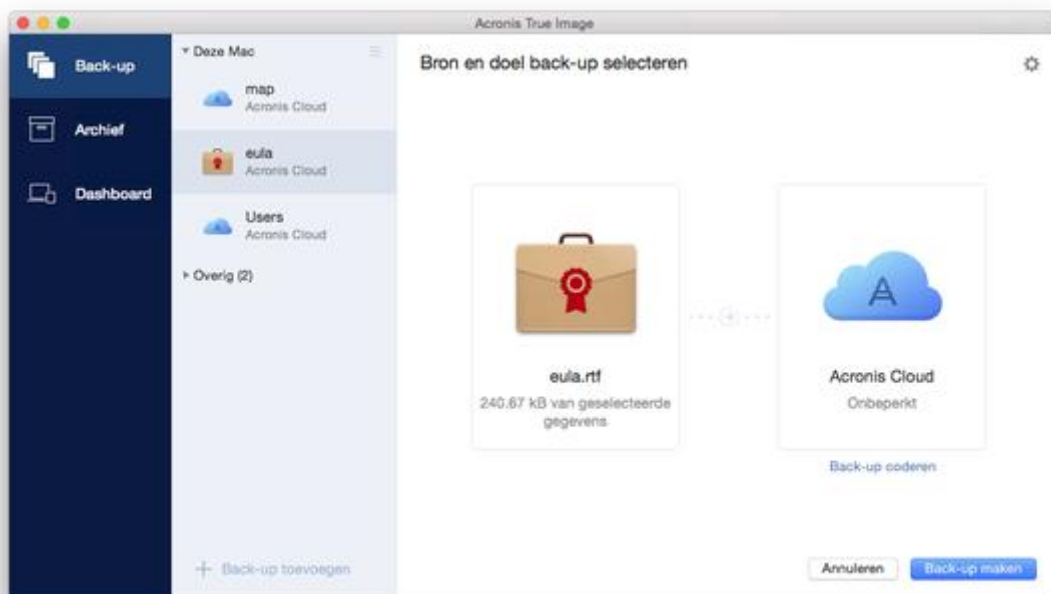 Acronis True Image
Back-up
Archief
Dashboard
Deze Mac
map
Acronis Cloud
eula
Acronis Cloud
Users
Acronis Cloud
Overig (2)
Back-up toevoegen
Bron en doel back-up selecteren
eula.rtf
240.67 kB van geselecteerde
gegevens
Acronis Cloud
Onbeperkt
Back-up coderen
Annuleren
Back-up maken